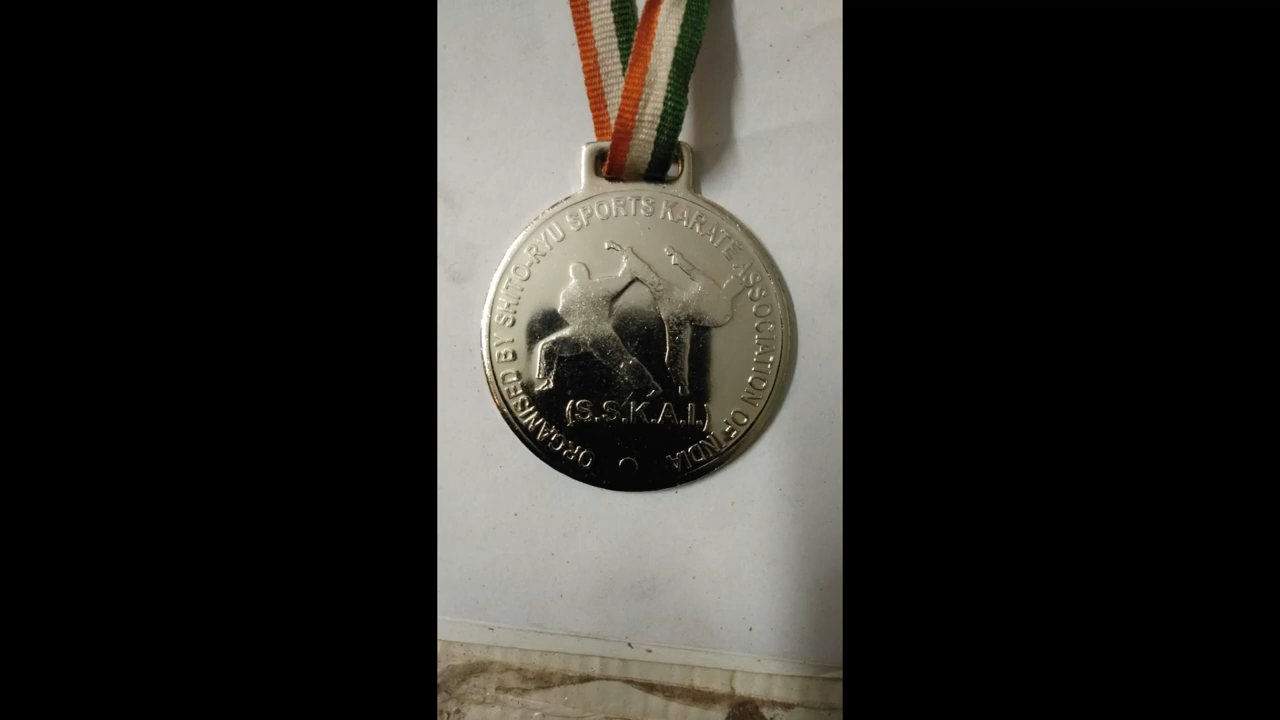 ORGANISED BY SHITO-RYU SPORTS KARATE ASSOCIATION OF INDIA
(S.S.K.A.I.)